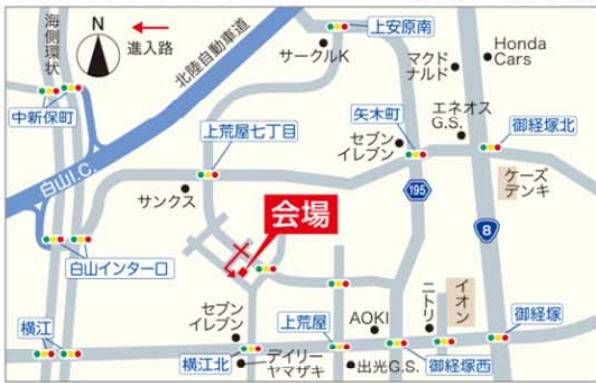 海側環状
N
進入路
北陸自動車道
サークルK
上安原南
マクド
ナルド
Honda
Cars
中新保町
上荒屋七丁目
矢木町
エネオス
G.S.
御経塚北
セブン
イレブン
白山I.C.
サンクス
195
ケーズ
デンキ
会場
8
白山インター口
セブン
イレブン
上荒屋
AOKI
ニトリ
イオン
御経塚
横江
横江北
デイリー
ヤマザキ
出光G.S.
御経塚西